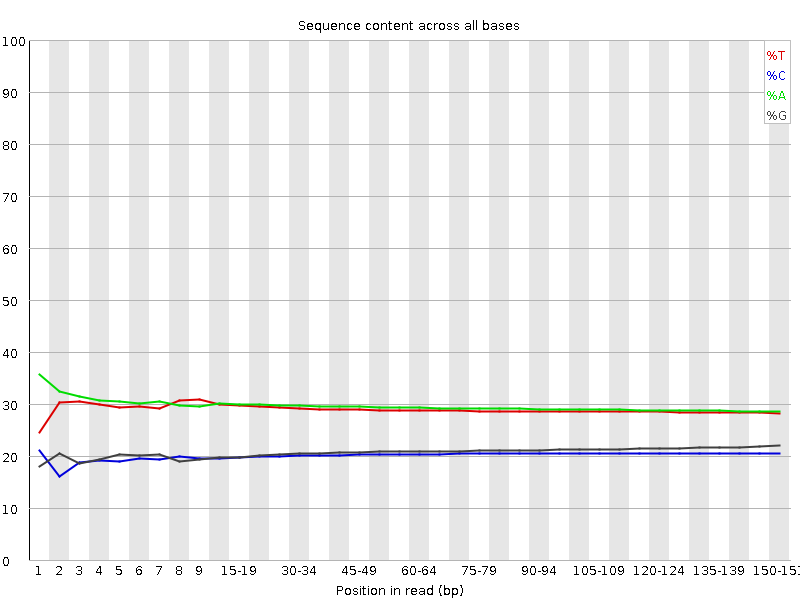 Sequence content across all bases
100
90
80
70
60
50
40
30
20
10
0
%T
%C
%A
%G
1 2 3 4 5 6 7 8 9 15-19 30-34 45-49 60-64 75-79 90-94 105-109 120-124 135-139 150-151
Position in read (bp)